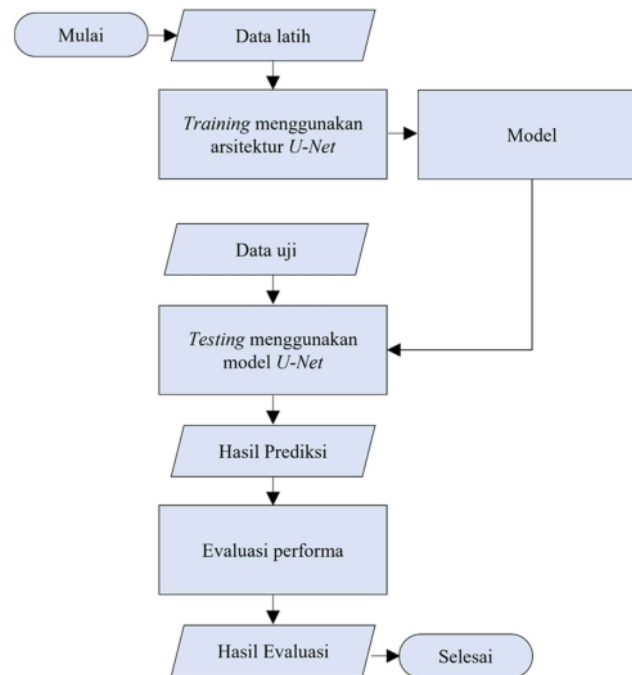 Mulai
Data latih
Training menggunakan
arsitektur U-Net
Model
Data uji
Testing menggunakan
model U-Net
Hasil Prediksi
Evaluasi performa
Hasil Evaluasi
Selesai